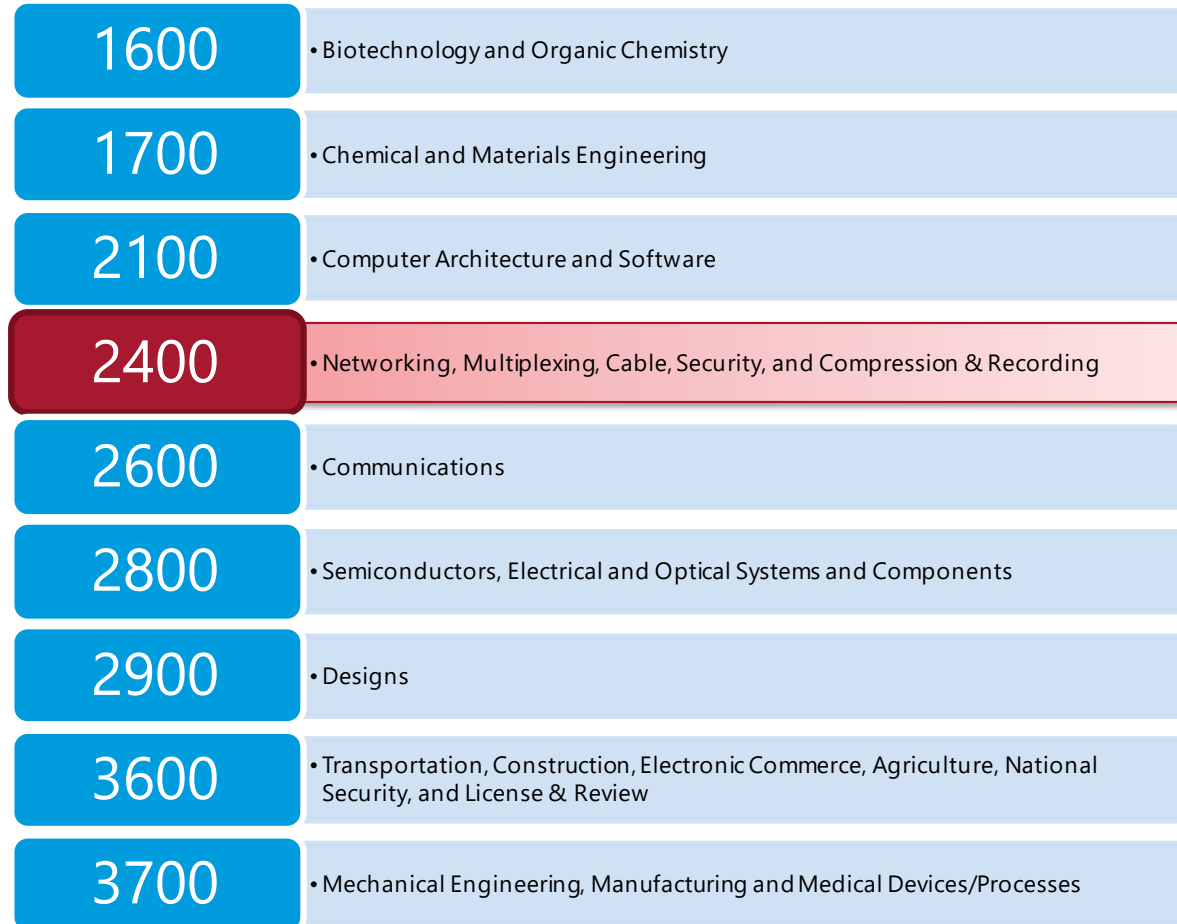 1600
• Biotechnology and Organic Chemistry
1700
• Chemical and Materials Engineering
2100
• Computer Architecture and Software
2400
• Networking, Multiplexing, Cable, Security, and Compression & Recording
2600
• Communications
2800
• Semiconductors, Electrical and Optical Systems and Components
2900
• Designs
3600
• Transportation, Construction, Electronic Commerce, Agriculture, National
Security, and License & Review
3700
• Mechanical Engineering, Manufacturing and Medical Devices/Processes